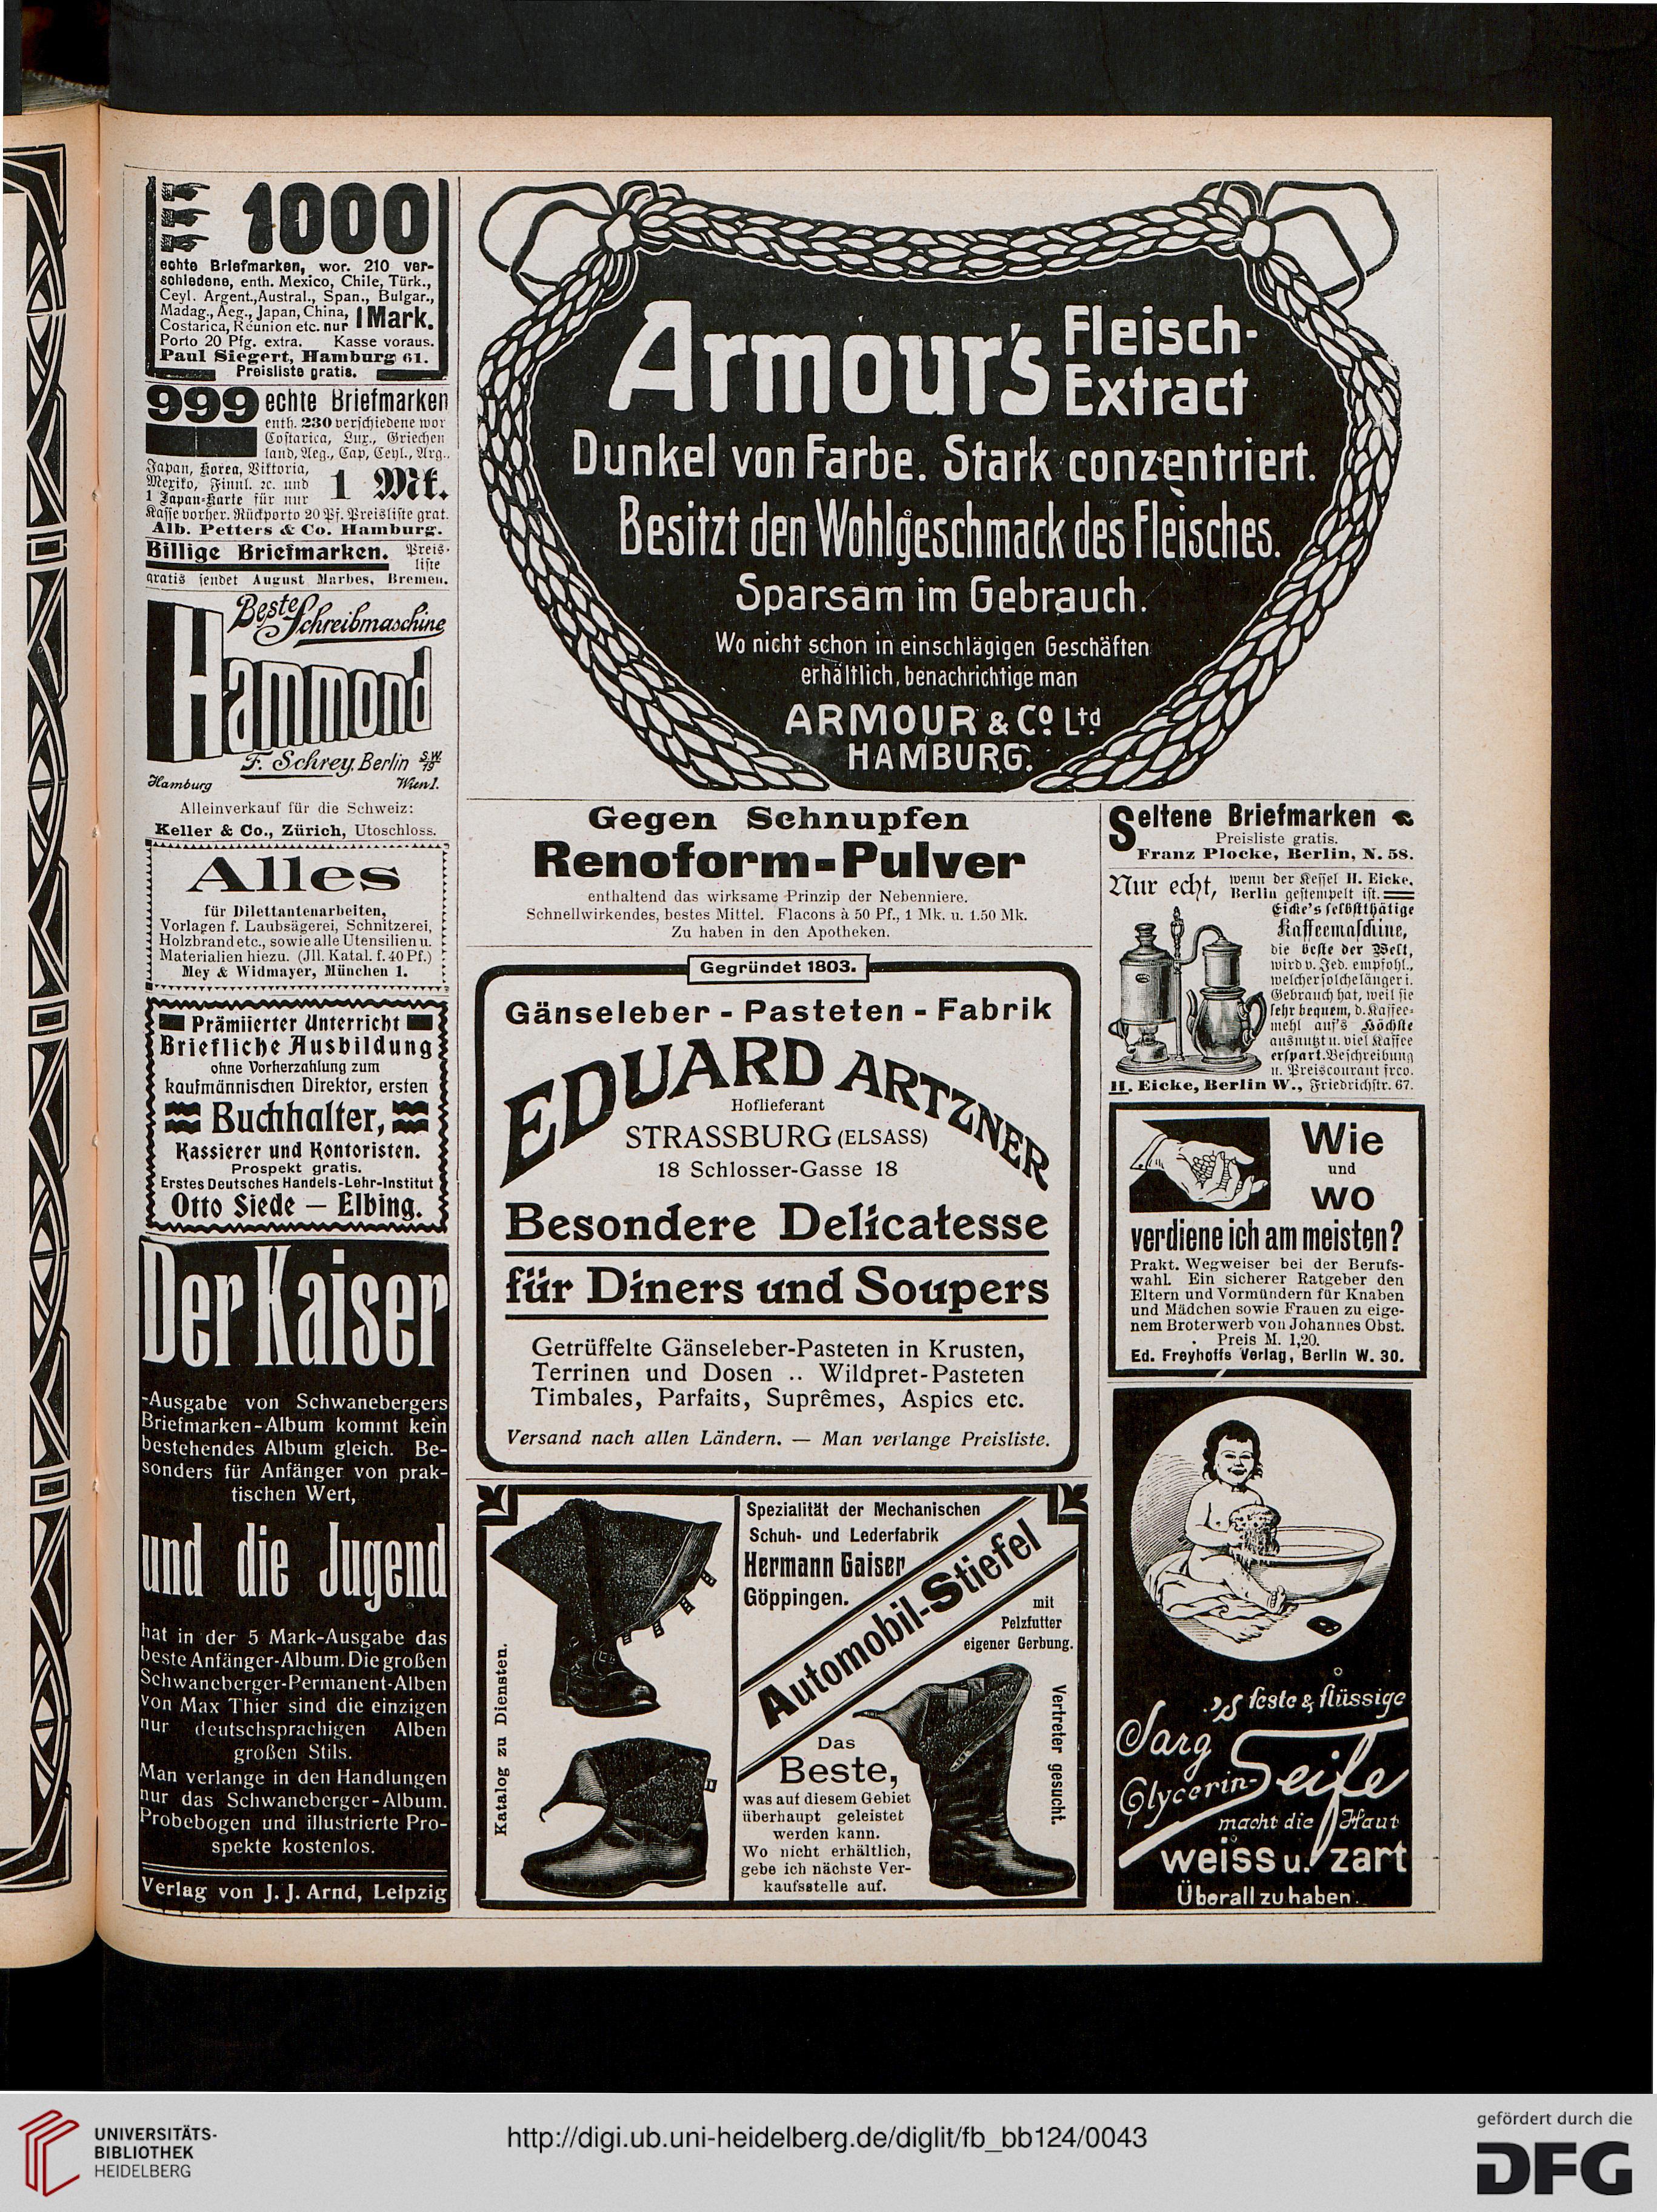 1000
echte Briefmarken, wor. 210 ver-
schiedene, enth. Mexico, Chile, Türk.,
Ceyl. Argent., Austral., Span., Bulgar.,
Madag., Aeg., Japan, China,
Costarica, Réunion etc. nur 1 Mark.
Porto 20 Pfg. extra. Kasse voraus.
Paul Siegert, Hamburg 61.
Preisliste gratis.
999 echte Briefmarken
enth. 230 verschiedene wor
Costarica, Lux., Griechen
land, Aeg., Cap, Ceyl., Arg.,
Japan, Korea, Viktoria,
Mexiko, Finnl. ꝛc. und
1 Japan-Karte für nur 1 Mk.
Kasse vorher. Rückporto 20 Pf. Preisliste grat.
Alb. Petters & Co. Hamburg.
Billige Briefmarken. Preis-
liste
gratis sendet August Marbes, Bremen.
Beste Schreibmaschine
Hammond
F. Schrey, Berlin S.W. 19
Hamburg Wien I.
Alleinverkauf für die Schweiz:
Keller & Co., Zürich, Utoschloss.
Alles
für Dilettantenarbeiten,
Vorlagen f. Laubsägerei, Schnitzerei,
Holzbrand etc., sowie alle Utensilien u.
Materialien hiezu. (Jll. Katal. f. 40 Pf.)
Mey & Widmayer, München 1.
Prämiierter Unterricht
Briefliche Ausbildung
ohne Vorherzahlung zum
kaufmännischen Direktor, ersten
Buchhalter,
Kassierer und Kontoristen.
Prospekt gratis.
Erstes Deutsches Handels-Lehr-Institut
Otto Siede — Elbing.
Der Kaiser
-Ausgabe von Schwanebergers
Briefmarken-Album kommt kein
bestehendes Album gleich. Be-
sonders für Anfänger von prak-
tischen Wert,
und die Jugend
hat in der 5 Mark-Ausgabe das
beste Anfänger-Album. Die großen
Schwaneberger-Permanent-Alben
von Max Thier sind die einzigen
nur deutschsprachigen Alben
großen Stils.
Man verlange in den Handlungen
nur das Schwaneberger-Album.
Probebogen und illustrierte Pro-
spekte kostenlos.
Verlag von J. J. Arnd, Leipzig
Armour's Fleisch-
Extract
Dunkel von Farbe. Stark conzentriert.
Besitzt den Wohlgeschmack des Fleisches.
Sparsam im Gebrauch.
Wo nicht schon in einschlägigen Geschäften
erhältlich, benachrichtige man
ARMOUR & Co Ltd
HAMBURG.
Gegen Schnupfen
Renoform-Pulver
enthaltend das wirksame Prinzip der Nebenniere.
Schnellwirkendes, bestes Mittel. Flacons à 50 Pf., 1 Mk. u. 1.50 Mk.
Zu haben in den Apotheken.
Gegründet 1803.
Gänseleber - Pasteten - Fabrik
EDUARD ARTZNER
Hoflieferant
STRASSBURG (ELSASS)
18 Schlosser-Gasse 18
Besondere Delicatesse
für Diners und Soupers
Getrüffelte Gänseleber-Pasteten in Krusten,
Terrinen und Dosen .. Wildpret-Pasteten
Timbales, Parfaits, Suprêmes, Aspics etc.
Versand nach allen Ländern. — Man verlange Preisliste.
Spezialität der Mechanischen
Schuh- und Lederfabrik
Hermann Gaiser
Göppingen.
Automobil-Stiefel
mit
Pelzfutter
eigener Gerbung.
Katalog zu Diensten.
Vertreter gesucht.
Das
Beste,
was auf diesem Gebiet
überhaupt geleistet
werden kann.
Wo nicht erhältlich,
gebe ich nächste Ver-
kaufsstelle auf.
Seltene Briefmarken
Preisliste gratis.
Franz Plocke, Berlin, N. 58.
Nur echt, wenn der Kessel H. Eicke,
Berlin gestempelt ist.
Eicke's selbstthätige
Kaffeemaschine,
die beste der Welt,
wird v. Jed. empfohl.,
welcher solche länger i.
Gebrauch hat, weil sie
sehr bequem, d. Kaffee-
mehl auf's Höchste
ausnutzt u. viel Kaffee
erspart. Beschreibung
u. Preiscourant frco.
H. Eicke, Berlin W., Friedrichstr. 67.
Wie
und
wo
verdiene ich am meisten?
Prakt. Wegweiser bei der Berufs-
wahl. Ein sicherer Ratgeber den
Eltern und Vormündern für Knaben
und Mädchen sowie Frauen zu eige-
nem Broterwerb von Johannes Obst.
Preis M. 1,20.
Ed. Freyhoffs Verlag, Berlin W. 30.
Sarg's feste & flüssige
Glycerin-Seife
macht die Haut
weiss u. zart
Überall zu haben.
UNIVERSITÄTS-
BIBLIOTHEK
HEIDELBERG
http://digi.ub.uni-heidelberg.de/diglit/fb_bb124/0043
gefördert durch die
DFG